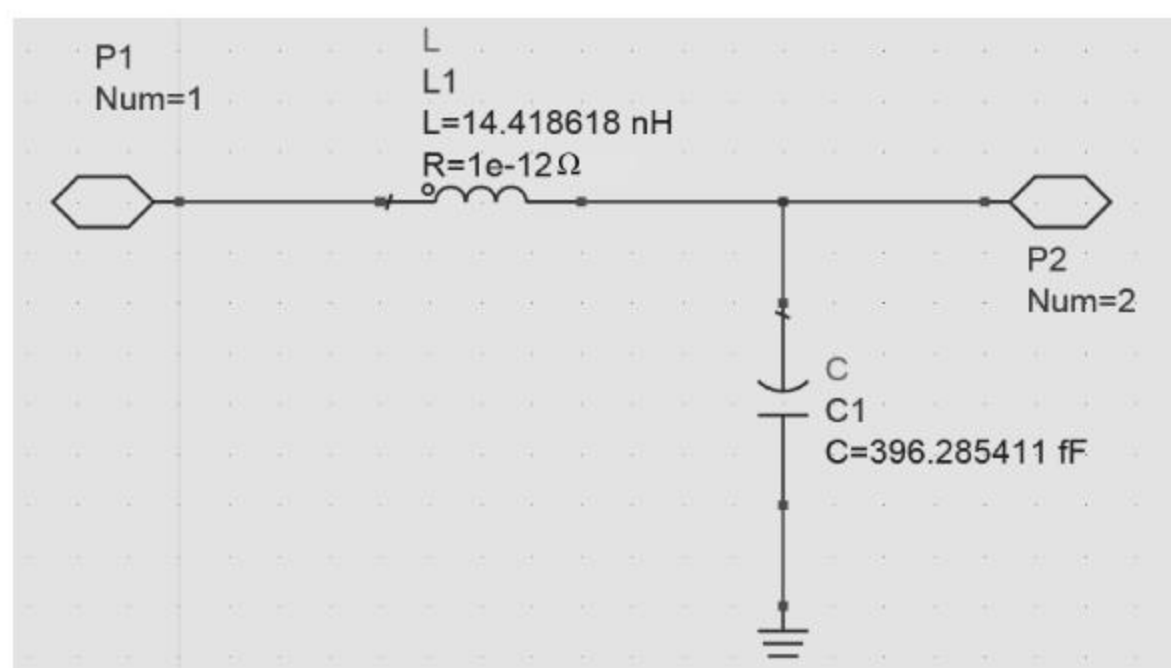 P1
Num=1
L
L1
L=14.418618 nH
R=1e-12Ω
P2
Num=2
C
C1
C=396.285411 fF